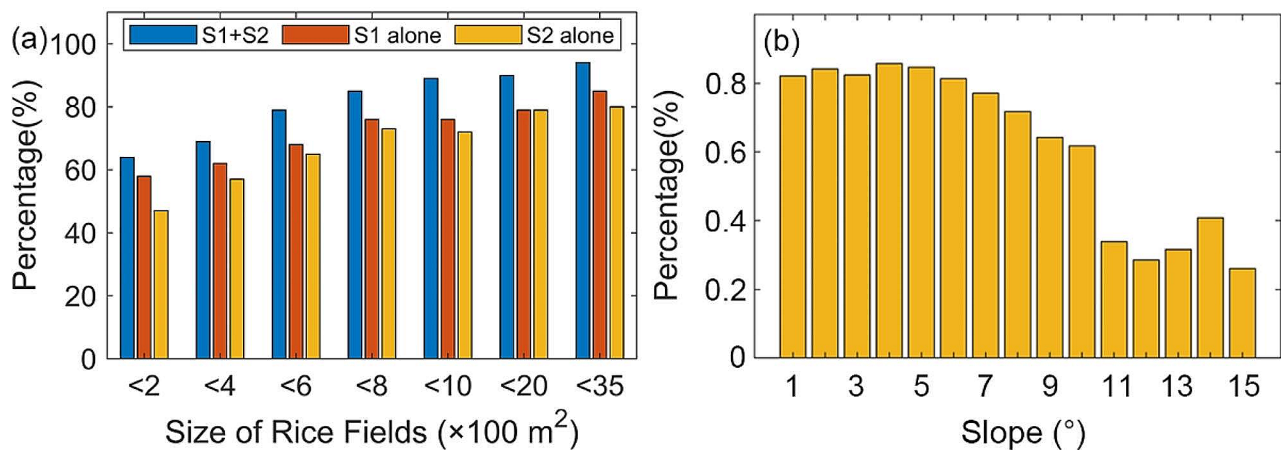 (a)
S1+S2 S1 alone S2 alone
100
80
60
40
20
0
Percentage(%)
<2 <4 <6 <8 <10 <20 <35
Size of Rice Fields (×100 m²)
(b)
0.8
0.6
0.4
0.2
0
Percentage(%)
1 3 5 7 9 11 13 15
Slope (°)